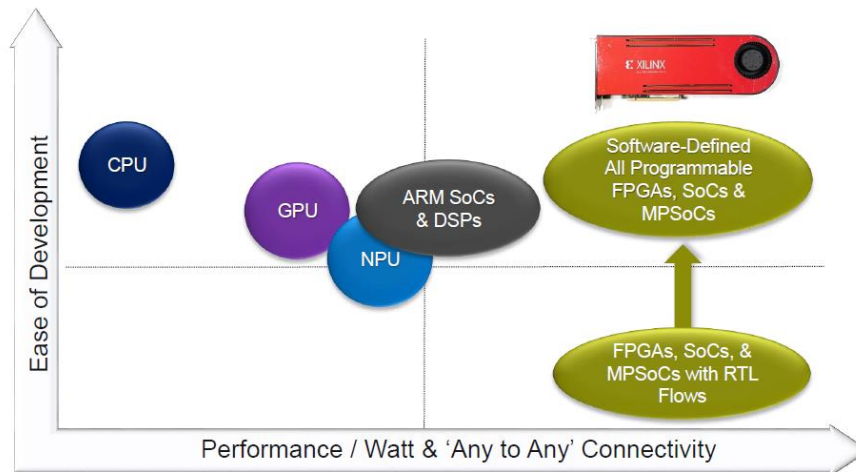 Ease of Development
XILINX
CPU
GPU
NPU
ARM SoCs
& DSPs
Software-Defined
All Programmable
FPGAs, SoCs &
MPSoCs
FPGAs, SoCs, &
MPSoCs with RTL
Flows
Performance / Watt & ‘Any to Any’ Connectivity